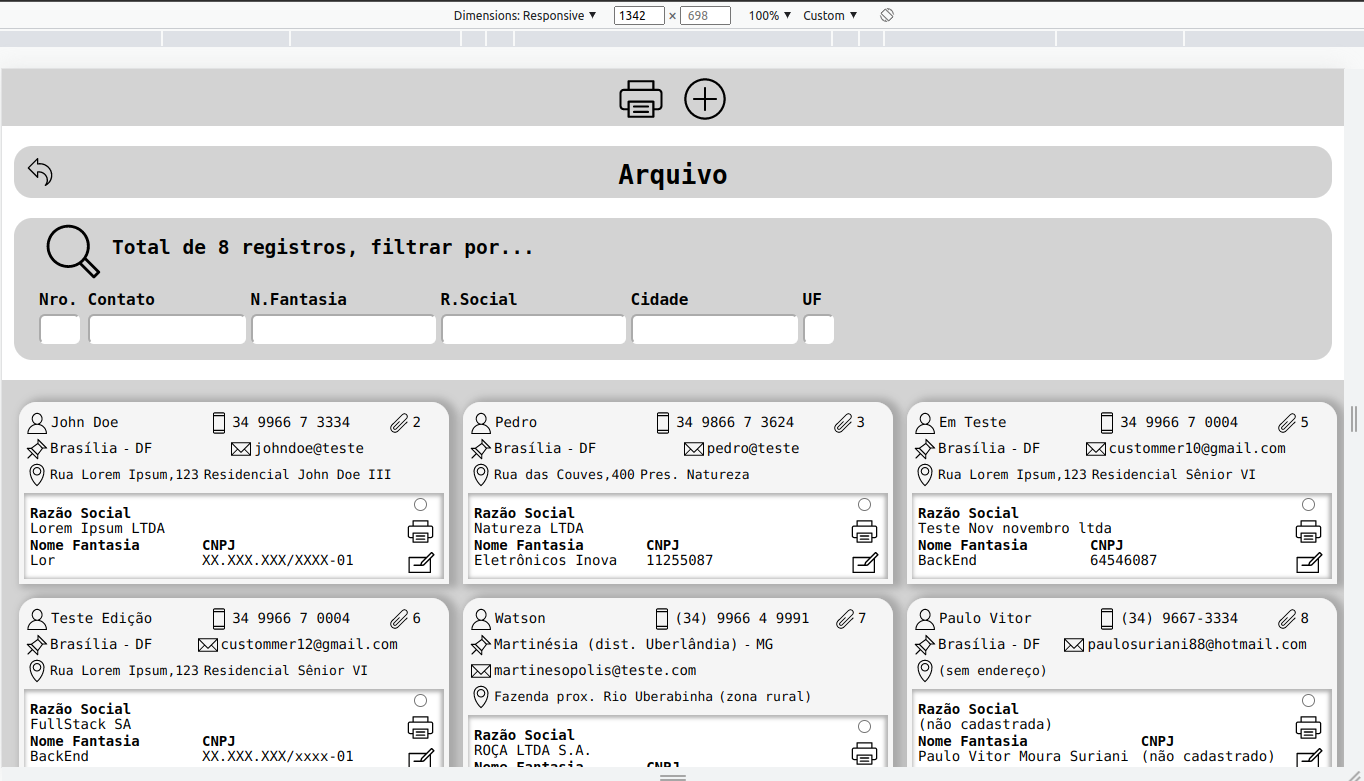 Dimensions: Responsive ▼ 1342 × 698 100% ▼ Custom ▼
Arquivo
Total de 8 registros, filtrar por...
Nro. Contato N.Fantasia R.Social Cidade UF
John Doe 34 9966 7 3334 2
Brasília - DF johndoe@teste
Rua Lorem Ipsum,123 Residencial John Doe III
Razão Social
Lorem Ipsum LTDA
Nome Fantasia CNPJ
Lor XX.XXX.XXX/XXXX-01
Pedro 34 9866 7 3624 3
Brasília - DF pedro@teste
Rua das Couves,400 Pres. Natureza
Razão Social
Natureza LTDA
Nome Fantasia CNPJ
Eletrônicos Inova 11255087
Em Teste 34 9966 7 0004 5
Brasília - DF custommer10@gmail.com
Rua Lorem Ipsum,123 Residencial Sênior VI
Razão Social
Teste Nov novembro ltda
Nome Fantasia CNPJ
BackEnd 64546087
Teste Edição 34 9966 7 0004 6
Brasília - DF custommer12@gmail.com
Rua Lorem Ipsum,123 Residencial Sênior VI
Razão Social
FullStack SA
Nome Fantasia CNPJ
BackEnd XX.XXX.XXX/xxxx-01
Watson (34) 9966 4 9991 7
Martinésia (dist. Uberlândia) - MG
martinesopolis@teste.com
Fazenda prox. Rio Uberabinha (zona rural)
Razão Social
ROÇA LTDA S.A.
Nome Fantasia CNPJ
Paulo Vitor (34) 9667-3334 8
Brasília - DF paulosuriani88@hotmail.com
(sem endereço)
Razão Social
(não cadastrada)
Nome Fantasia CNPJ
Paulo Vitor Moura Suriani (não cadastrado)